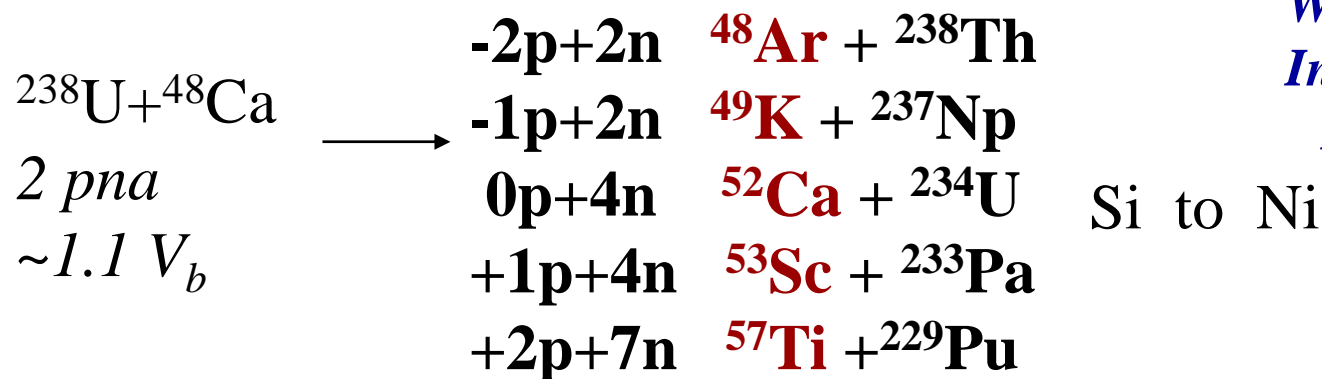 -2p+2n ⁴⁸Ar + ²³⁸Th
²³⁸U+⁴⁸Ca
-1p+2n ⁴⁹K + ²³⁷Np
2 pna
0p+4n ⁵²Ca + ²³⁴U
Si to Ni
~1.1 V_b
+1p+4n ⁵³Sc + ²³³Pa
+2p+7n ⁵⁷Ti +²²⁹Pu